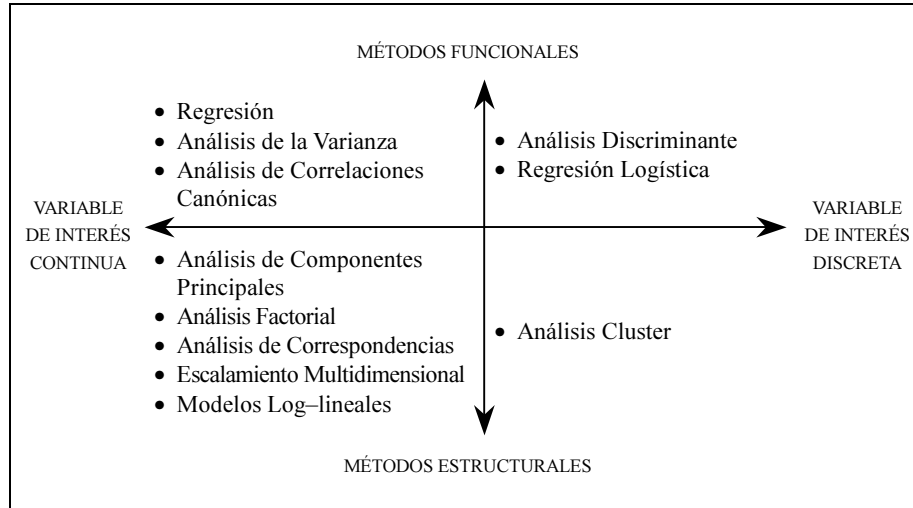 MÉTODOS FUNCIONALES
• Regresión
• Análisis de la Varianza
• Análisis de Correlaciones
Canónicas
• Análisis Discriminante
• Regresión Logística
VARIABLE
DE INTERÉS
CONTINUA
VARIABLE
DE INTERÉS
DISCRETA
• Análisis de Componentes
Principales
• Análisis Factorial
• Análisis de Correspondencias
• Escalamiento Multidimensional
• Modelos Log–lineales
• Análisis Cluster
MÉTODOS ESTRUCTURALES